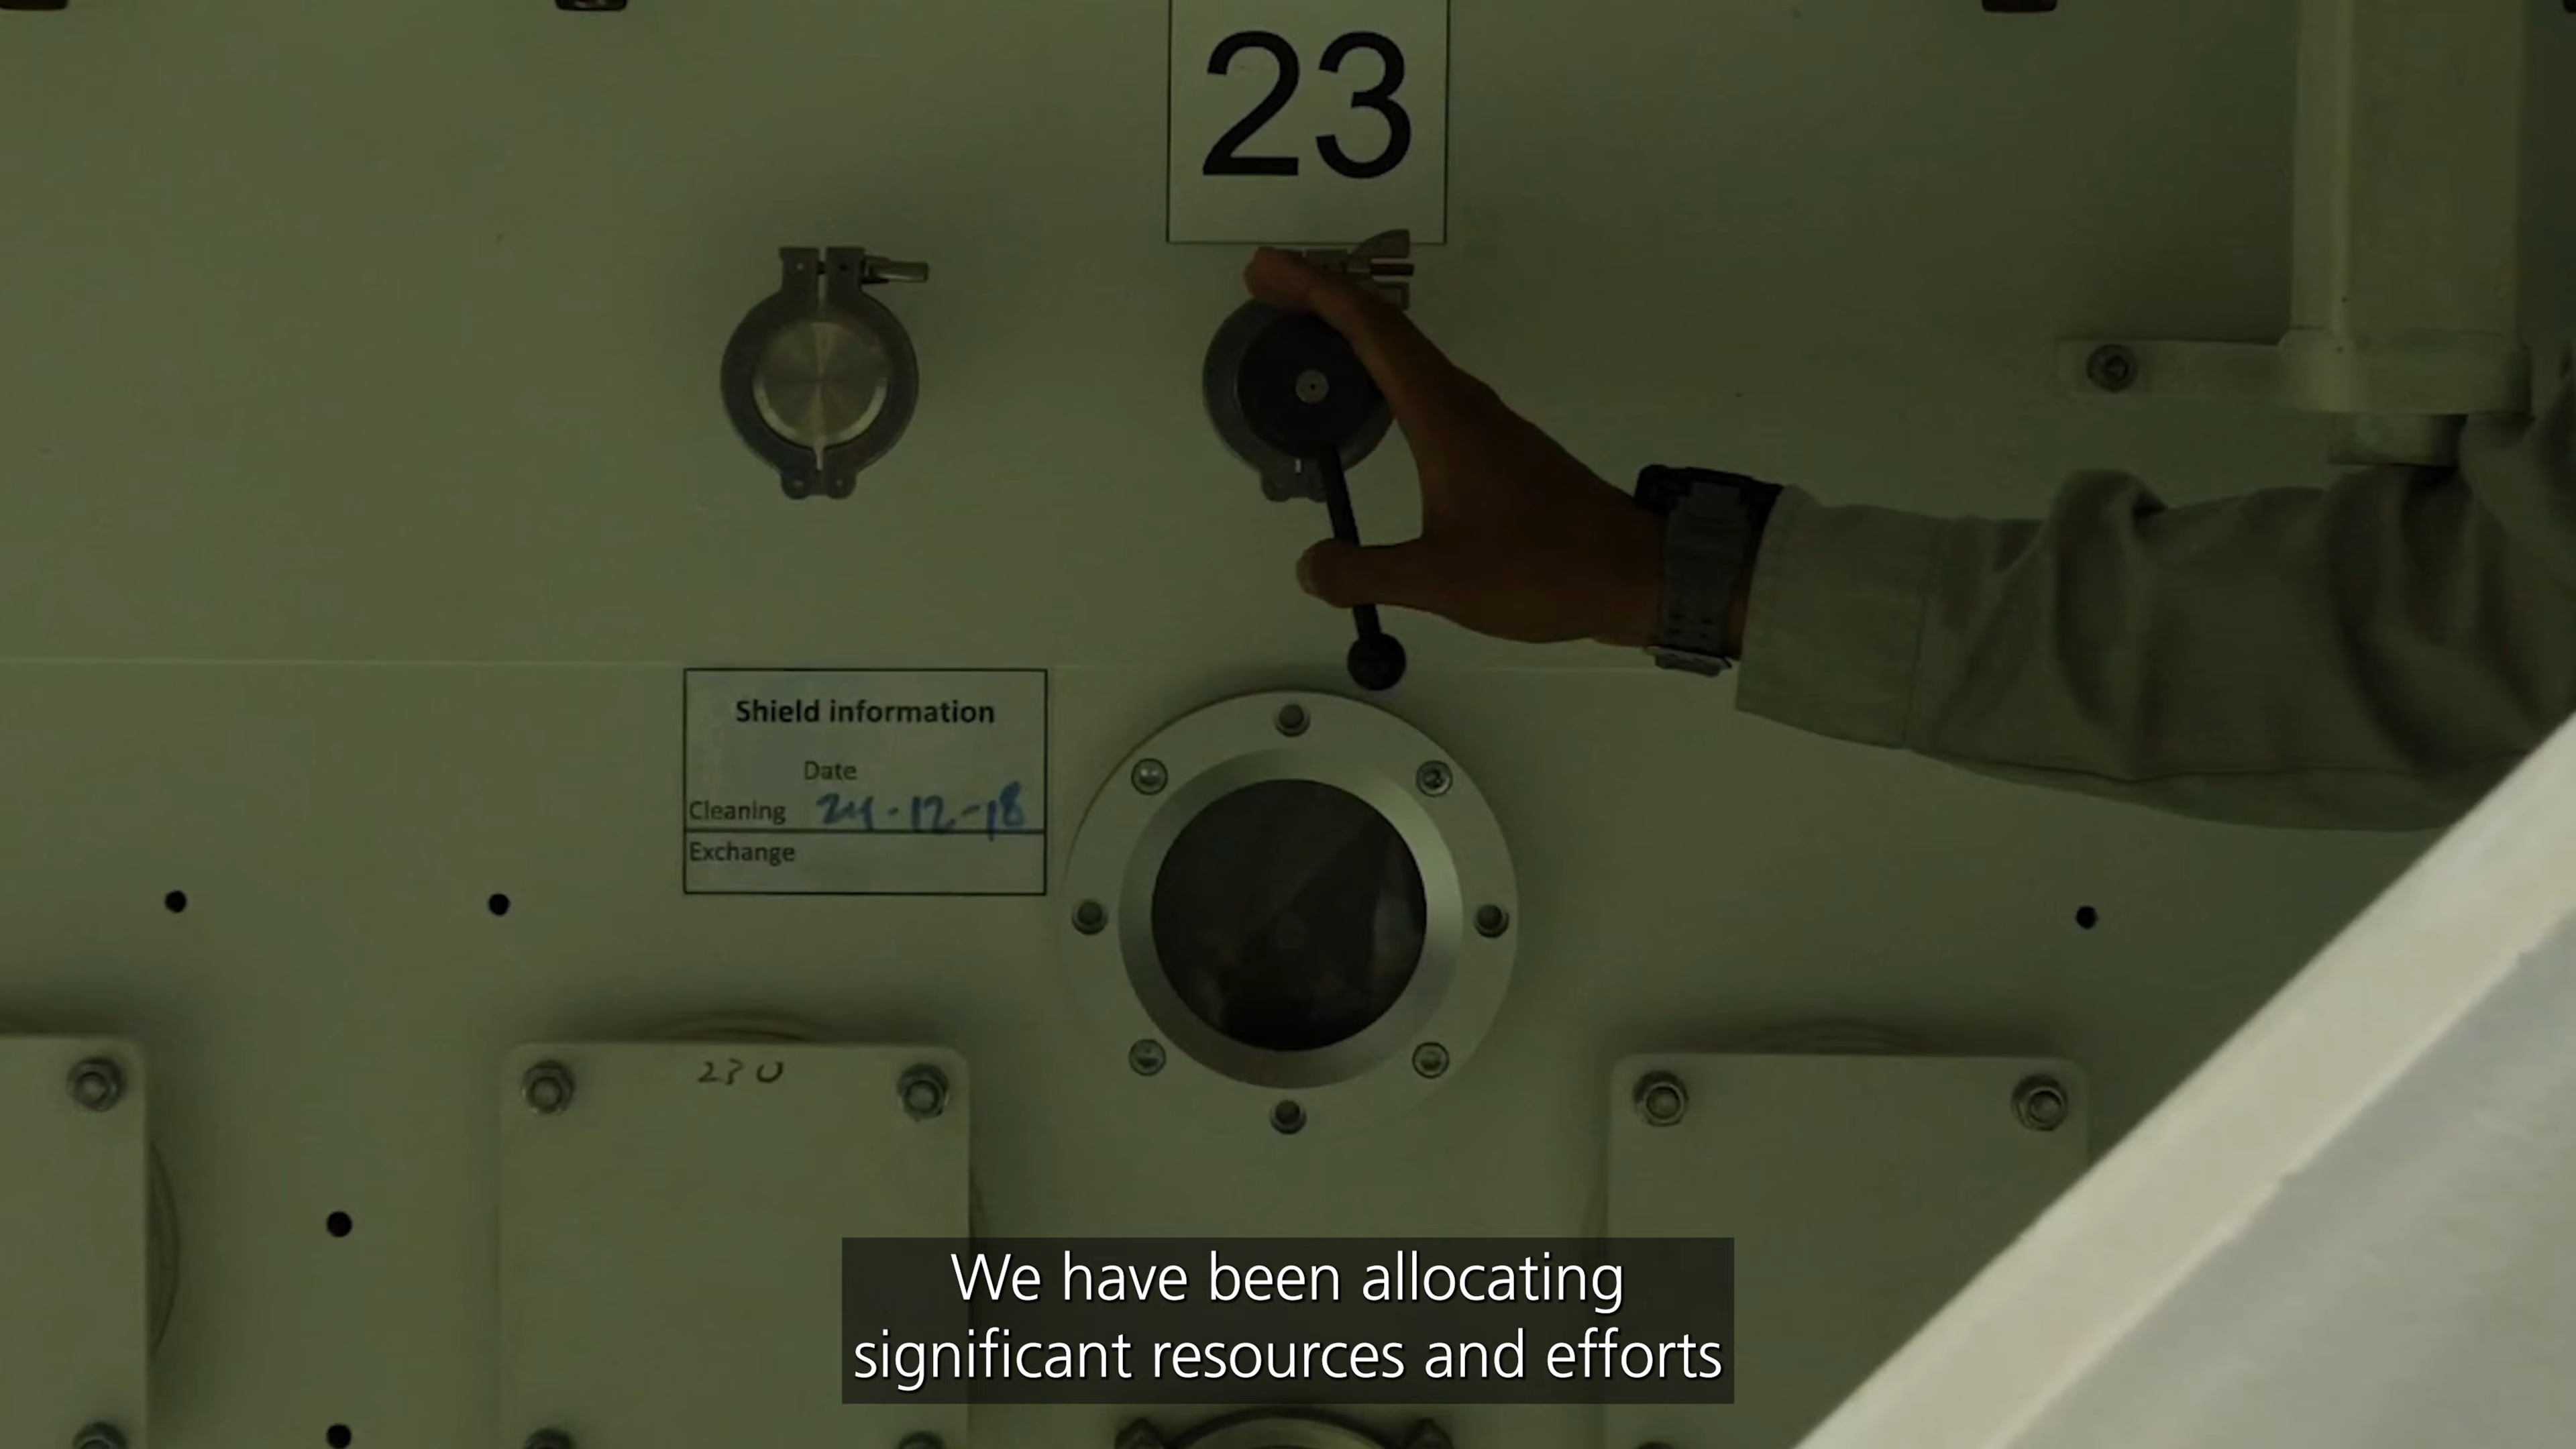 23
Shield information
Date
Cleaning 24-12-18
Exchange
230
We have been allocating
significant resources and efforts